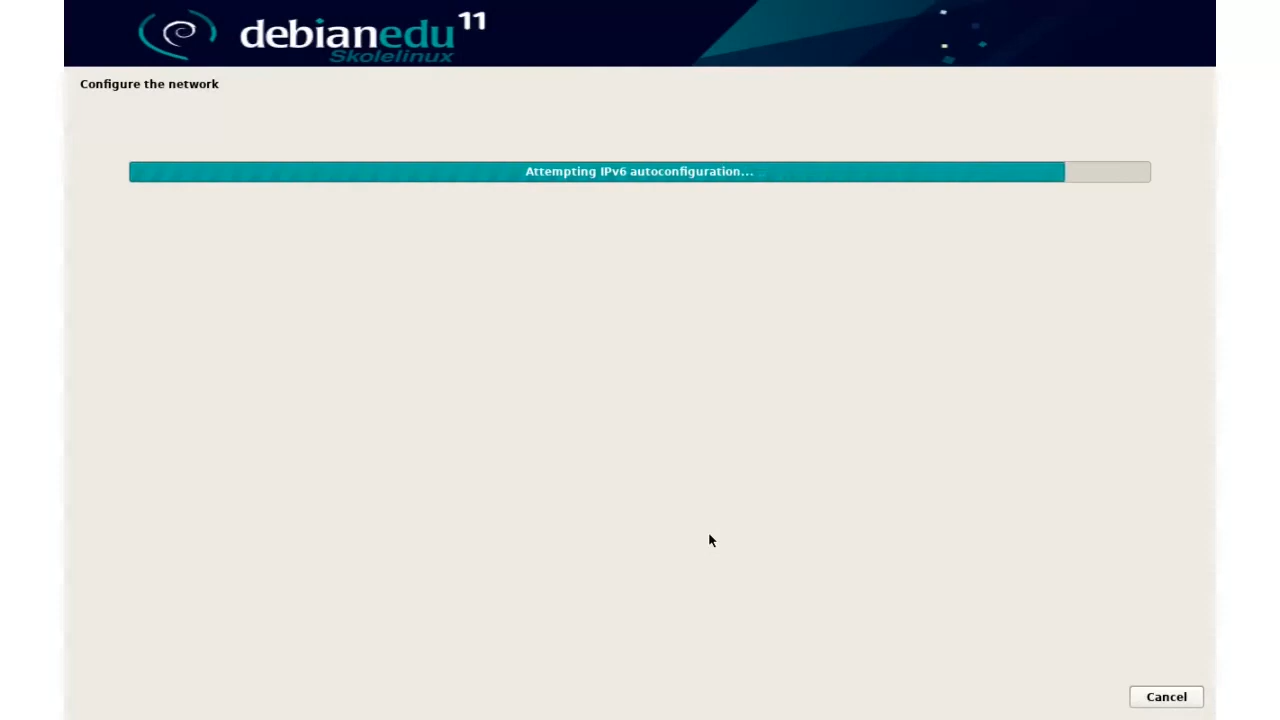 debianedu 11
Skolelinux
Configure the network
Attempting IPv6 autoconfiguration...
Cancel